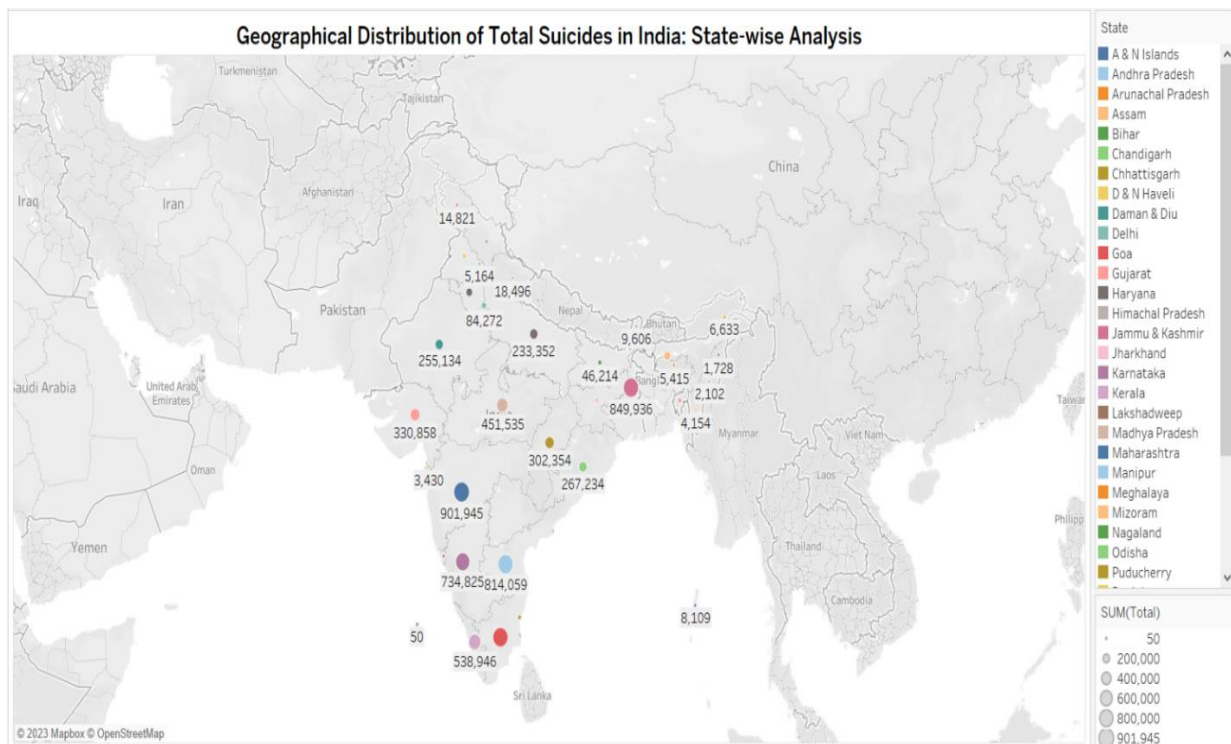 Geographical Distribution of Total Suicides in India: State-wise Analysis
Turkmenistan
Tajikistan
China
Afghanistan
Iraq
Iran
14,821
5,164
18,496
Pakistan
Nepal
Bhutan
6,633
84,272
9,606
255,134
233,352
46,214
5,415
1,728
Saudi Arabia
United Arab
Emirates
2,102
849,936
Taiwan
330,858
451,535
4,154
Myanmar
Viet Nam
Oman
302,354
Laos
3,430
267,234
901,945
Philipp
Yemen
Thailand
734,825
814,059
Cambodia
8,109
50
538,946
Sri Lanka
© 2023 Mapbox © OpenStreetMap
State
A & N Islands
Andhra Pradesh
Arunachal Pradesh
Assam
Bihar
Chandigarh
Chhattisgarh
D & N Haveli
Daman & Diu
Delhi
Goa
Gujarat
Haryana
Himachal Pradesh
Jammu & Kashmir
Jharkhand
Karnataka
Kerala
Lakshadweep
Madhya Pradesh
Maharashtra
Manipur
Meghalaya
Mizoram
Nagaland
Odisha
Puducherry
SUM(Total)
50
200,000
400,000
600,000
800,000
901,945